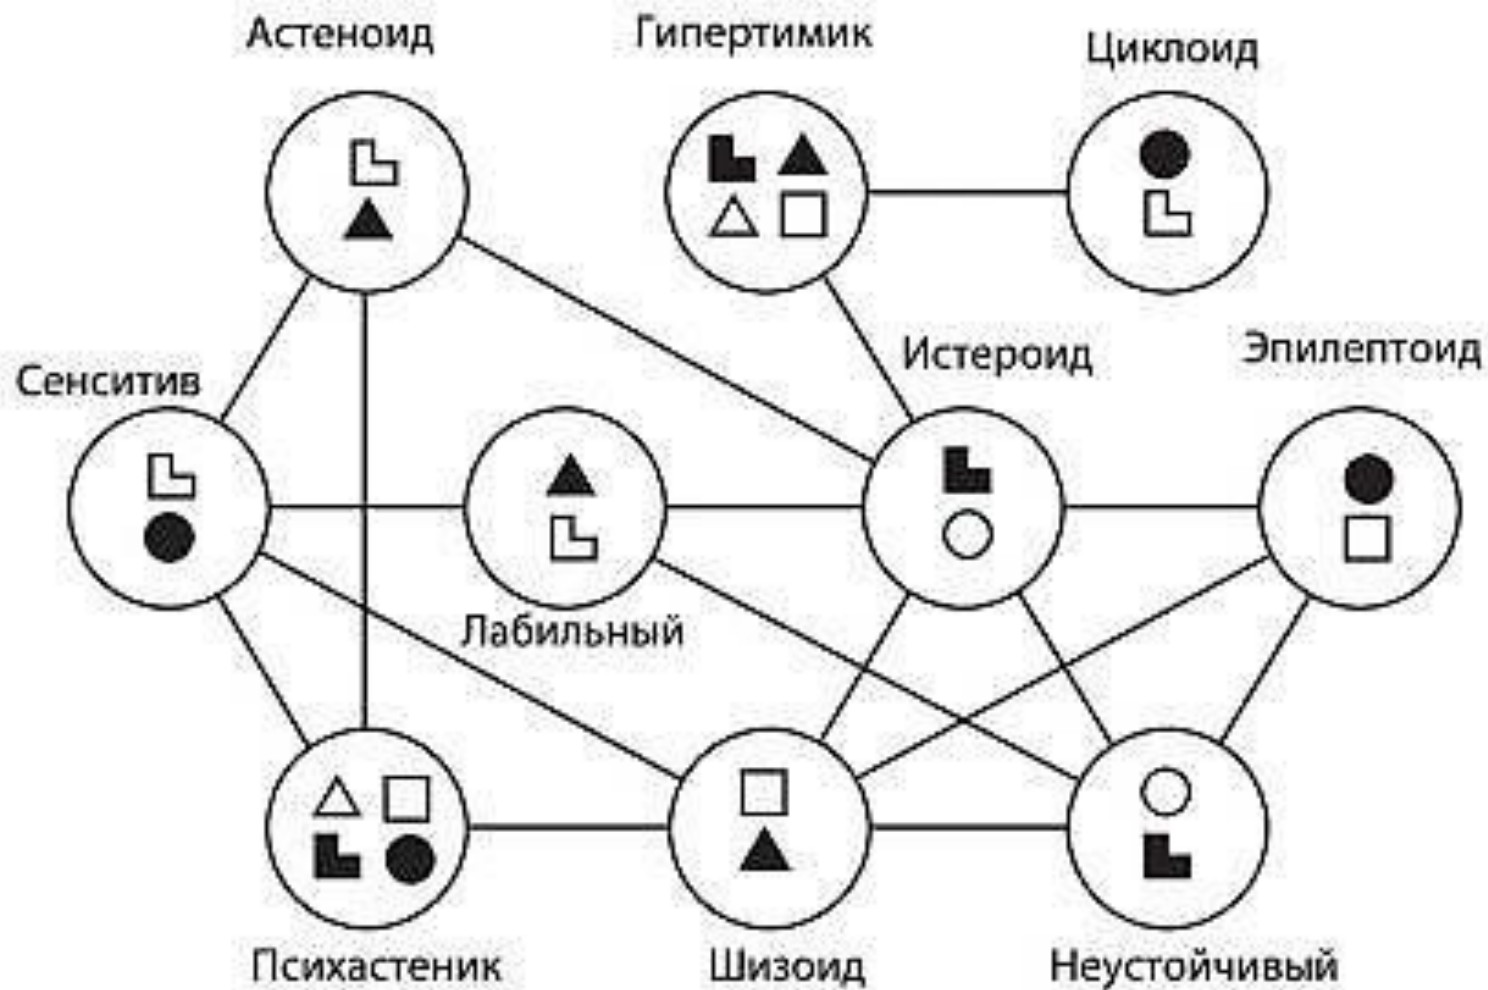 Астеноид
Гипертимик
Циклоид
Сенситив
Истероид
Эпилептоид
Лабильный
Психастеник
Шизоид
Неустойчивый